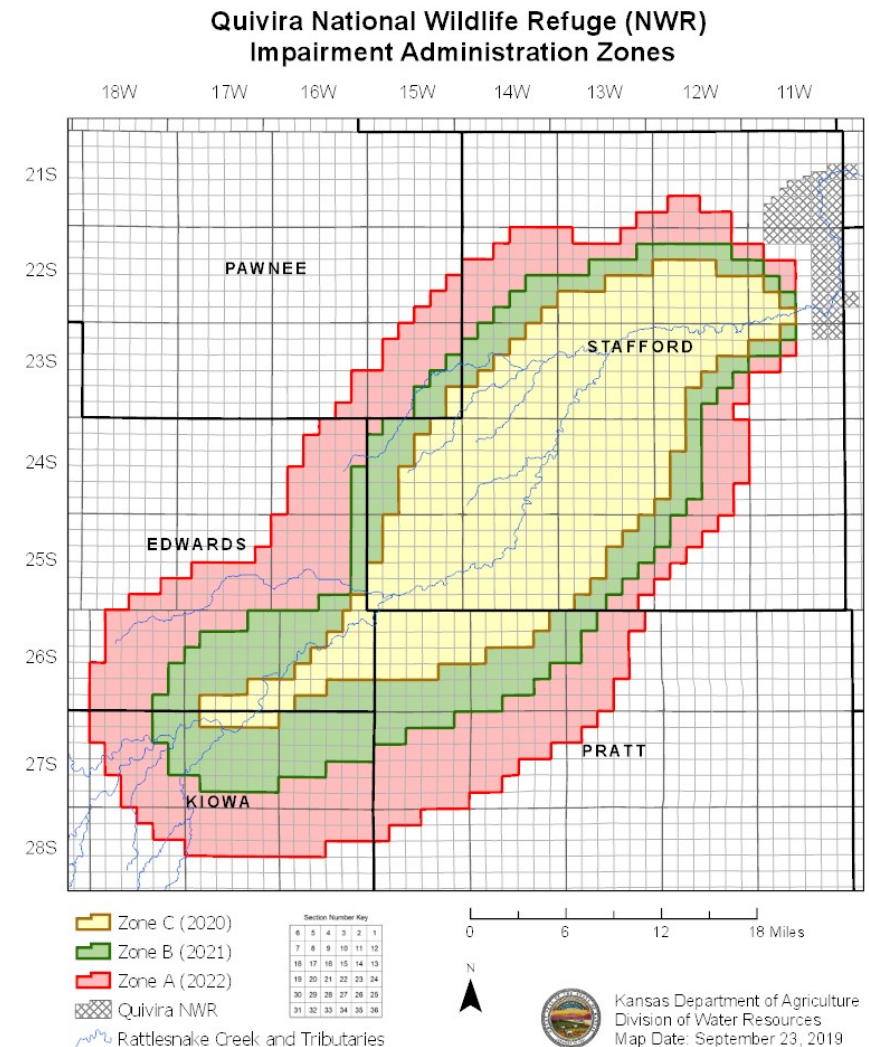 Quivira National Wildlife Refuge (NWR)
Impairment Administration Zones
18W 17W 16W 15W 14W 13W 12W 11W
21S
PAWNEE
22S
STAFFORD
23S
24S
EDWARDS
25S
26S
27S
PRATT
KIOWA
28S
Zone C (2020)
Zone B (2021)
Zone A (2022)
Quivira NWR
Rattlesnake Creek and Tributaries
Section Number Key
6 5 4 3 2 1
7 8 9 10 11 12
18 17 16 15 14 13
19 20 21 22 23 24
30 29 28 27 26 25
31 32 33 34 35 36
0 6 12 18 Miles
N
Kansas Department of Agriculture
Division of Water Resources
Map Date: September 23, 2019